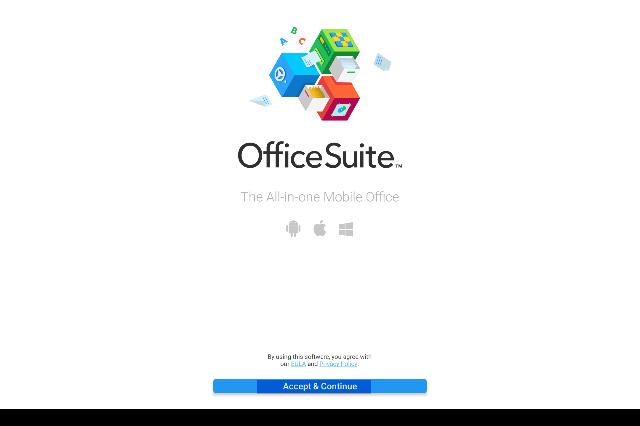 A B C
OfficeSuite™
The All-in-one Mobile Office
By using this software, you agree with
our EULA and Privacy Policy.
Accept & Continue